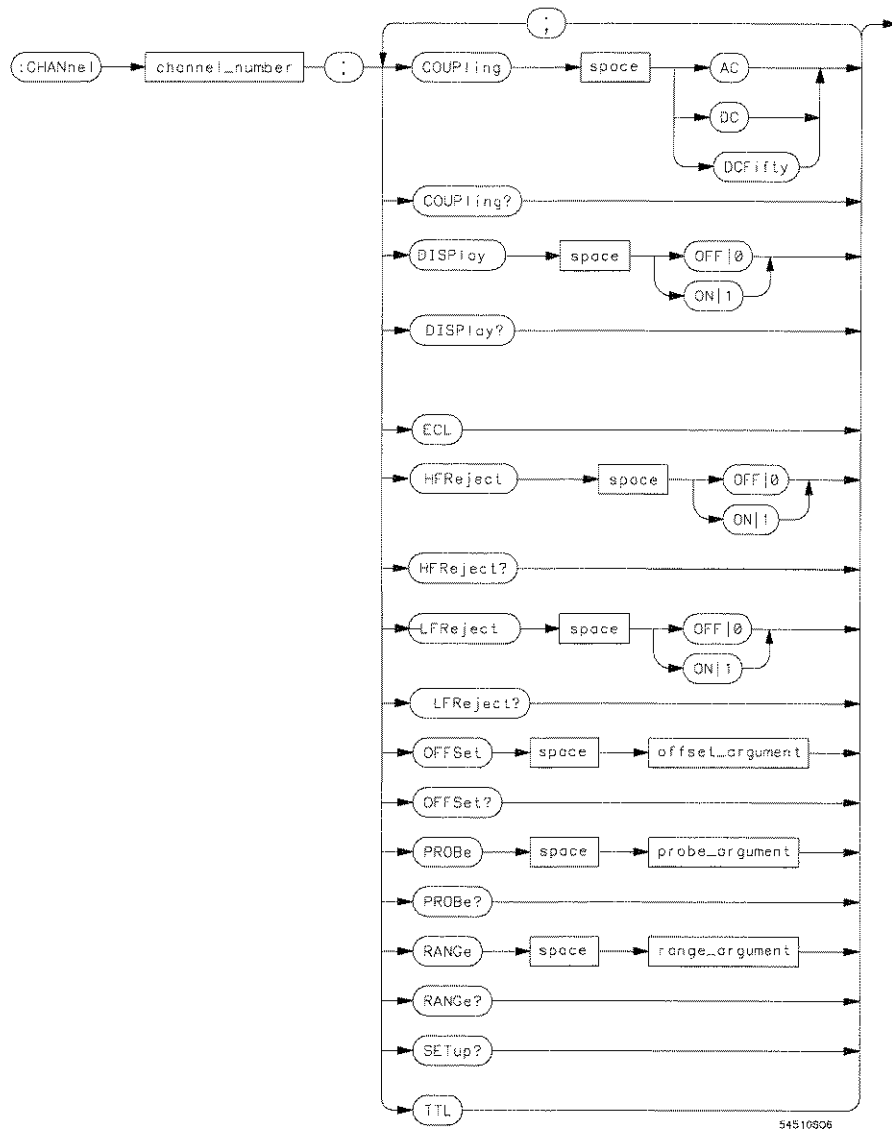 ;
:CHANnel channel_number : COUPling space AC
DC
DCFifty
COUPling?
DISPlay space OFF|0
ON|1
DISPlay?
ECL
HFReject space OFF|0
ON|1
HFReject?
LFReject space OFF|0
ON|1
LFReject?
OFFSet space offset_argument
OFFSet?
PROBe space probe_argument
PROBe?
RANGe space range_argument
RANGe?
SETup?
TTL
54510S06